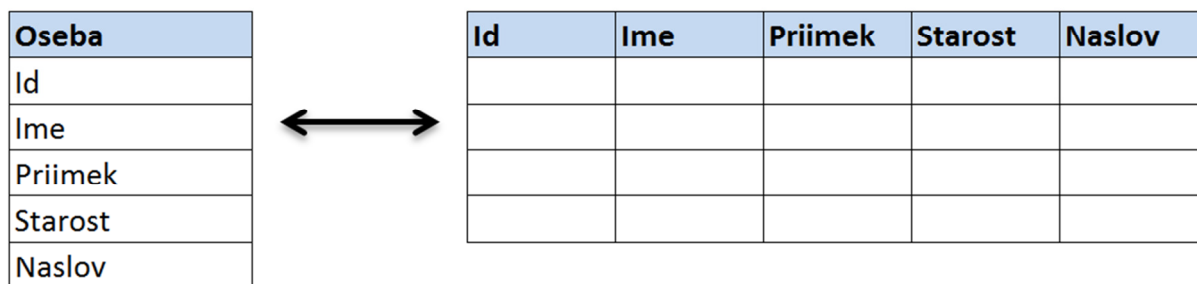 Oseba
Id
Ime
Priimek
Starost
Naslov
Id Ime Priimek Starost Naslov